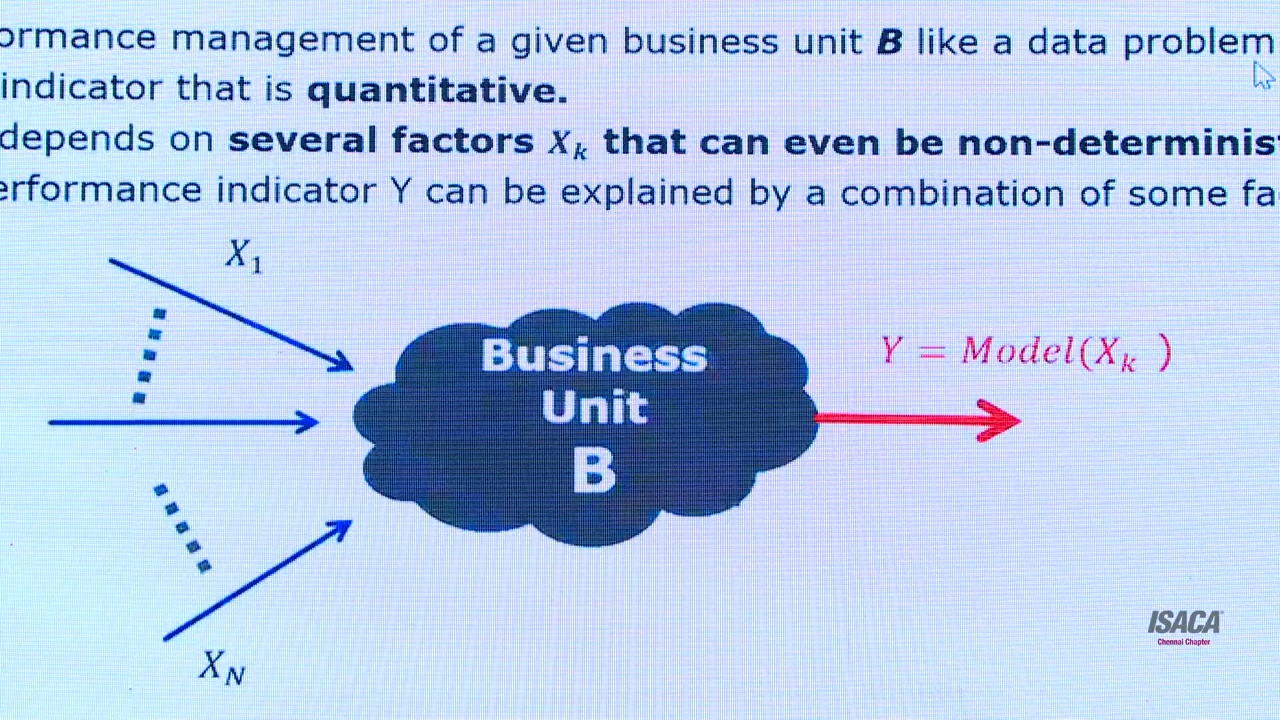 ormance management of a given business unit B like a data problem
indicator that is quantitative.
depends on several factors Xk that can even be non-determinis
erformance indicator Y can be explained by a combination of some fa
X1
Business
Unit
B
Y = Model(Xk )
XN
ISACA
Chennai Chapter